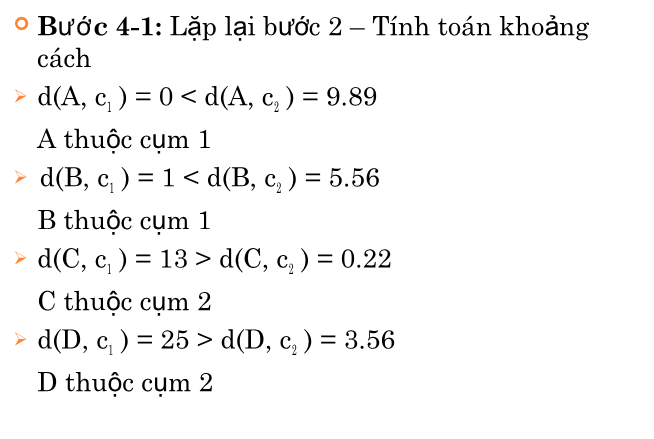 Bước 4-1: Lặp lại bước 2 – Tính toán khoảng
cách
d(A, c₁ ) = 0 < d(A, c₂ ) = 9.89
A thuộc cụm 1
d(B, c₁ ) = 1 < d(B, c₂ ) = 5.56
B thuộc cụm 1
d(C, c₁ ) = 13 > d(C, c₂ ) = 0.22
C thuộc cụm 2
d(D, c₁ ) = 25 > d(D, c₂ ) = 3.56
D thuộc cụm 2